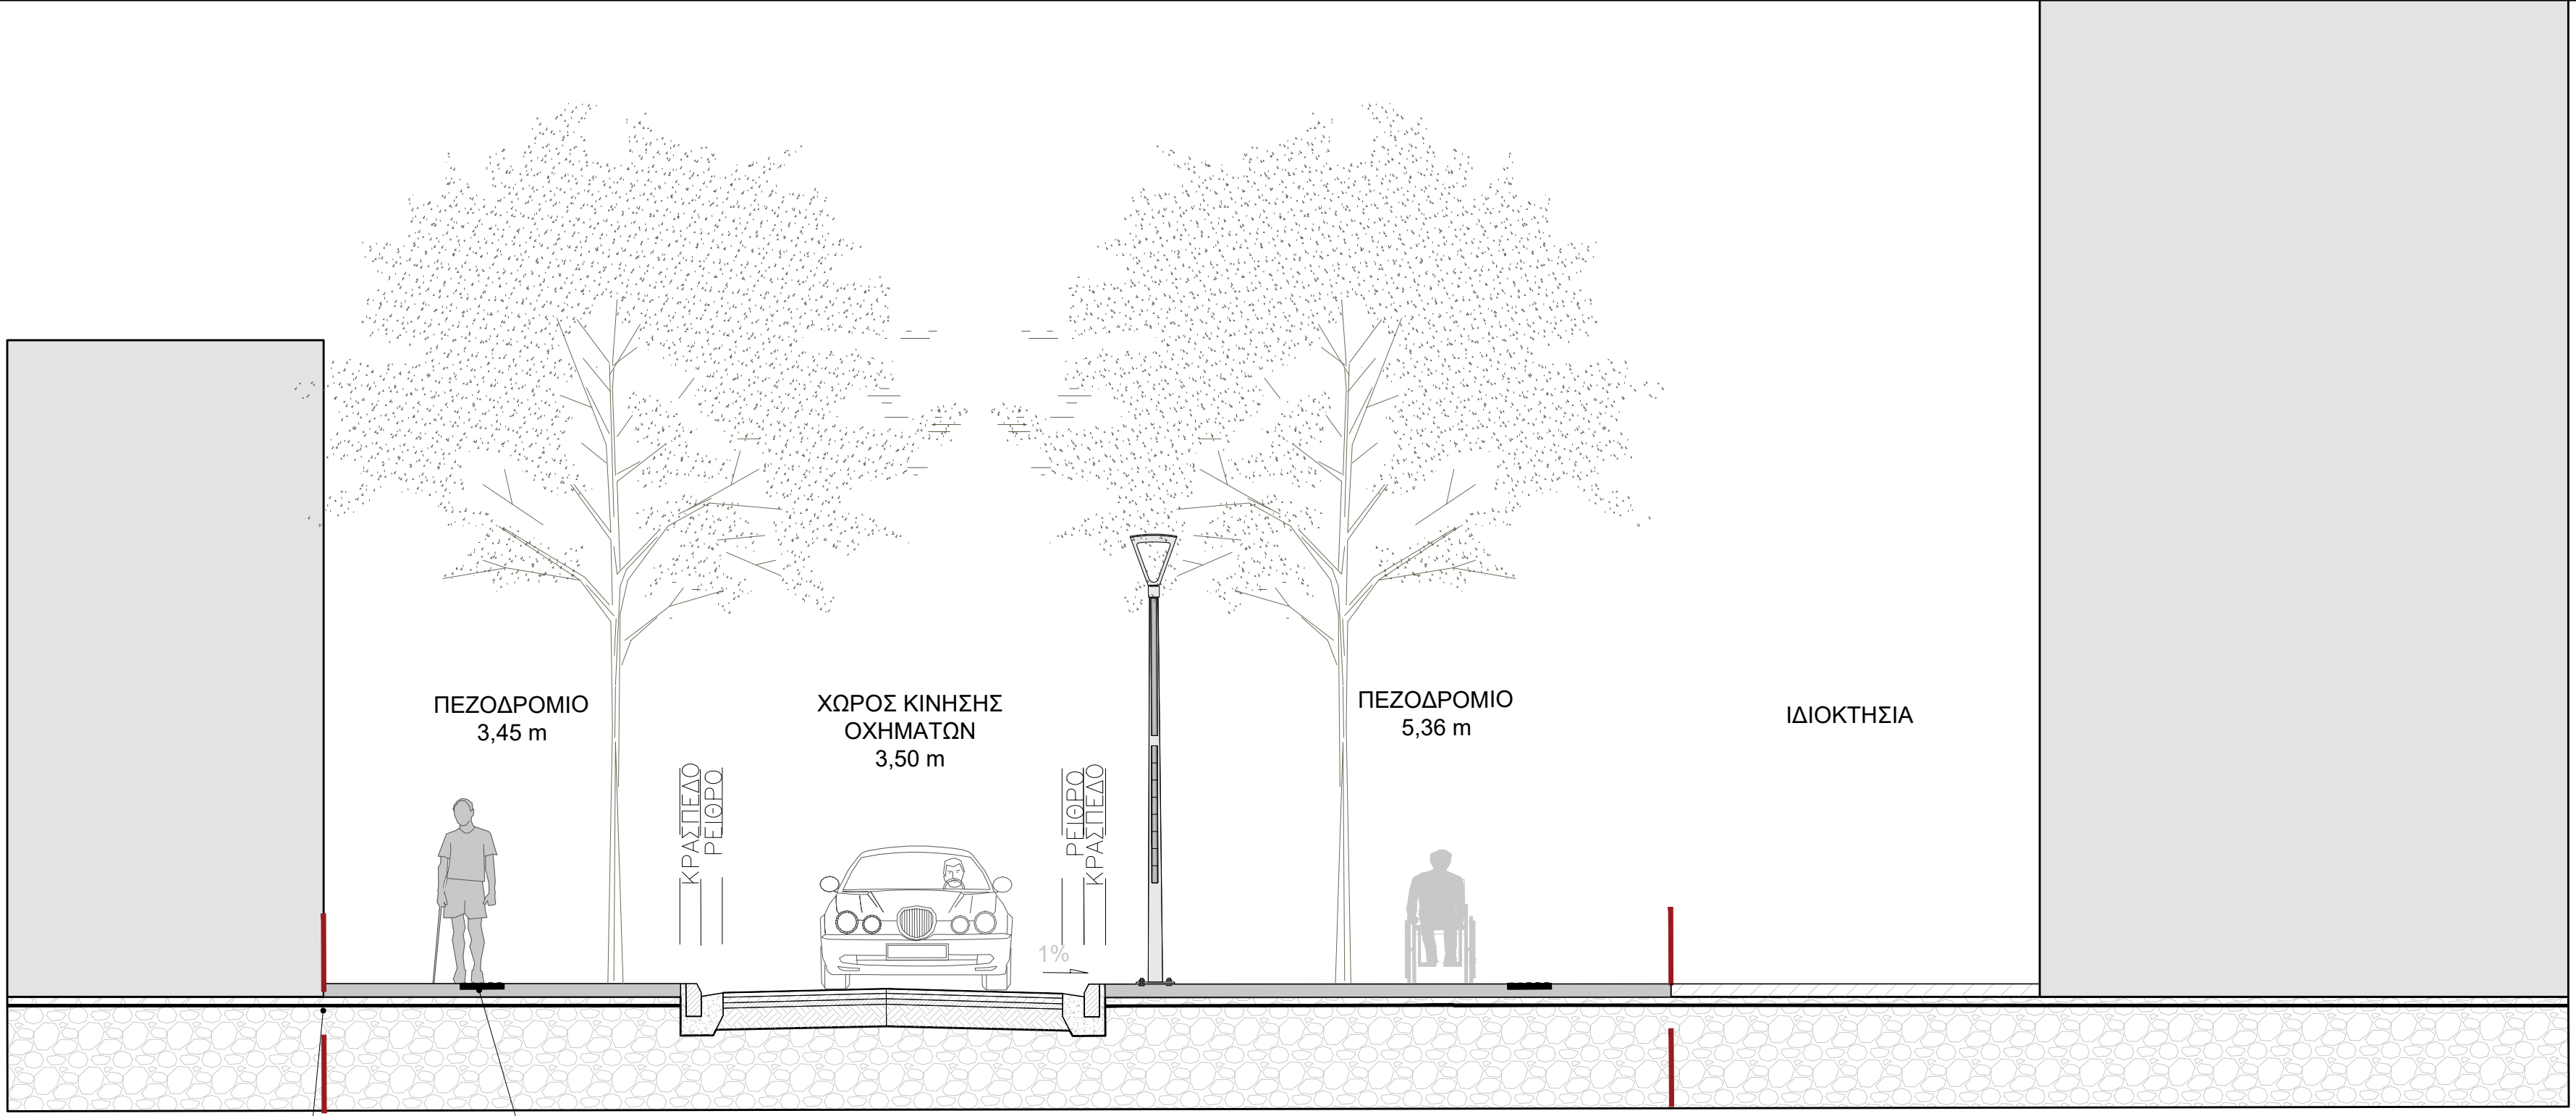 ΠΕΖΟΔΡΟΜΙΟ
3,45 m
ΧΩΡΟΣ ΚΙΝΗΣΗΣ
ΟΧΗΜΑΤΩΝ
3,50 m
ΠΕΖΟΔΡΟΜΙΟ
5,36 m
ΙΔΙΟΚΤΗΣΙΑ
ΚΡΑΣΠΕΔΟ
ΡΕΙΘΡΟ
ΡΕΙΘΡΟ
ΚΡΑΣΠΕΔΟ
1%